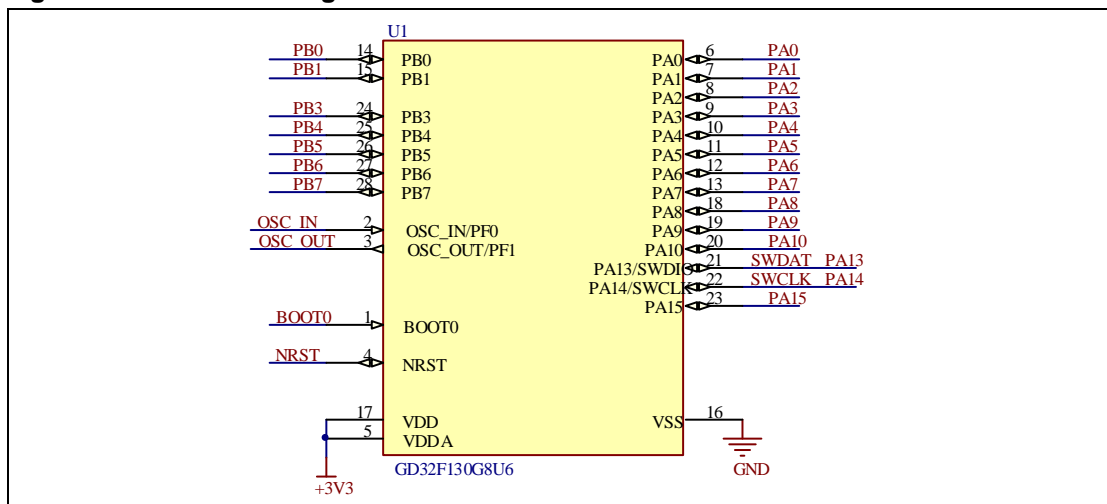 U1
PB0 14 PB0 PA0 6 PA0
PB1 15 PB1 PA1 7 PA1
PA2 8 PA2
PB3 24 PB3 PA3 9 PA3
PB4 25 PB4 PA4 10 PA4
PB5 26 PB5 PA5 11 PA5
PB6 27 PB6 PA6 12 PA6
PB7 28 PB7 PA7 13 PA7
PA8 18 PA8
OSC_IN 2 OSC_IN/PF0 PA9 19 PA9
OSC_OUT 3 OSC_OUT/PF1 PA10 20 PA10
PA13/SWDIO 21 SWDAT PA13
PA14/SWCLK 22 SWCLK PA14
PA15 23 PA15
BOOT0 1 BOOT0
NRST 4 NRST
17 VDD VSS 16
5 VDDA
GD32F130G8U6 GND
+3V3